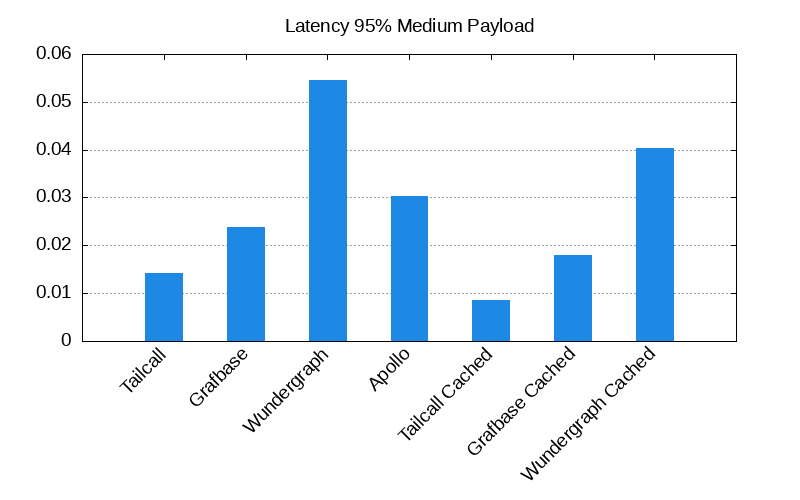 Latency 95% Medium Payload
0.06
0.05
0.04
0.03
0.02
0.01
0
Tailcall
Grafbase
Wundergraph
Apollo
Tailcall Cached
Grafbase Cached
Wundergraph Cached